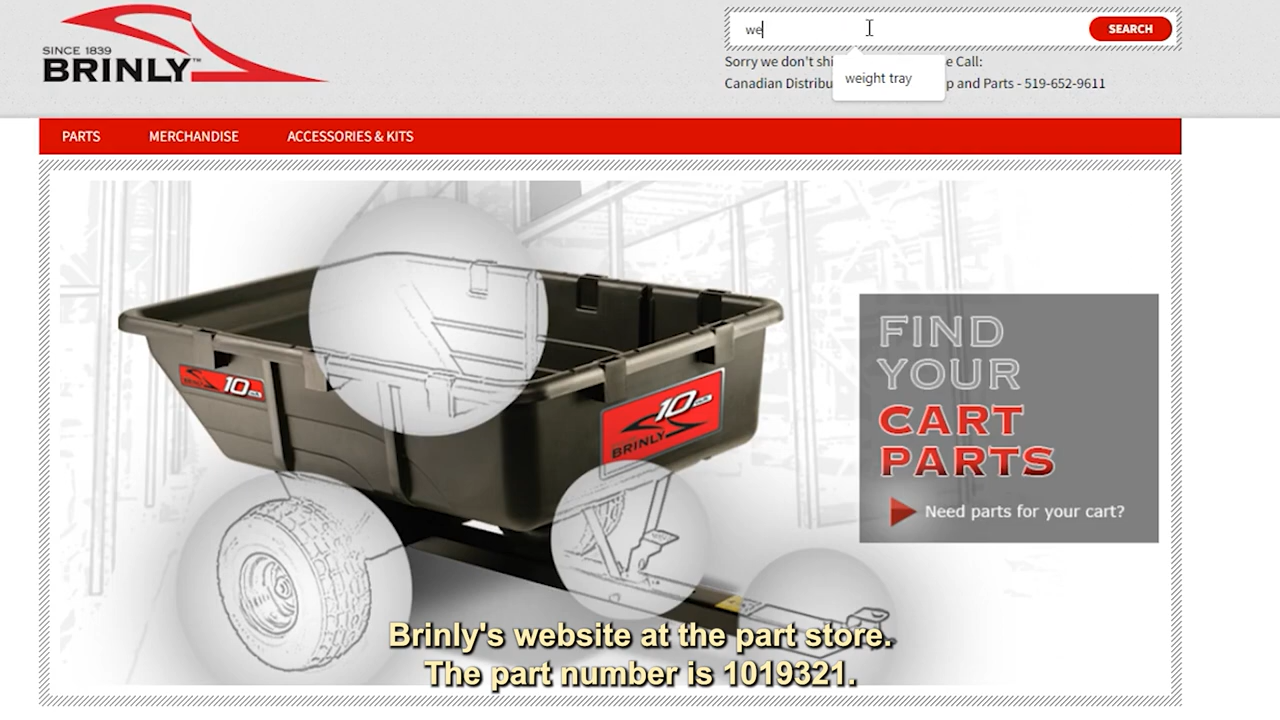 SINCE 1839
BRINLY™
we
SEARCH
weight tray
Sorry we don't shi
e Call:
Canadian Distribu
p and Parts - 519-652-9611
PARTS
MERCHANDISE
ACCESSORIES & KITS
10
10
BRINLY
FIND
YOUR
CART
PARTS
Need parts for your cart?
Brinly's website at the part store.
The part number is 1019321.